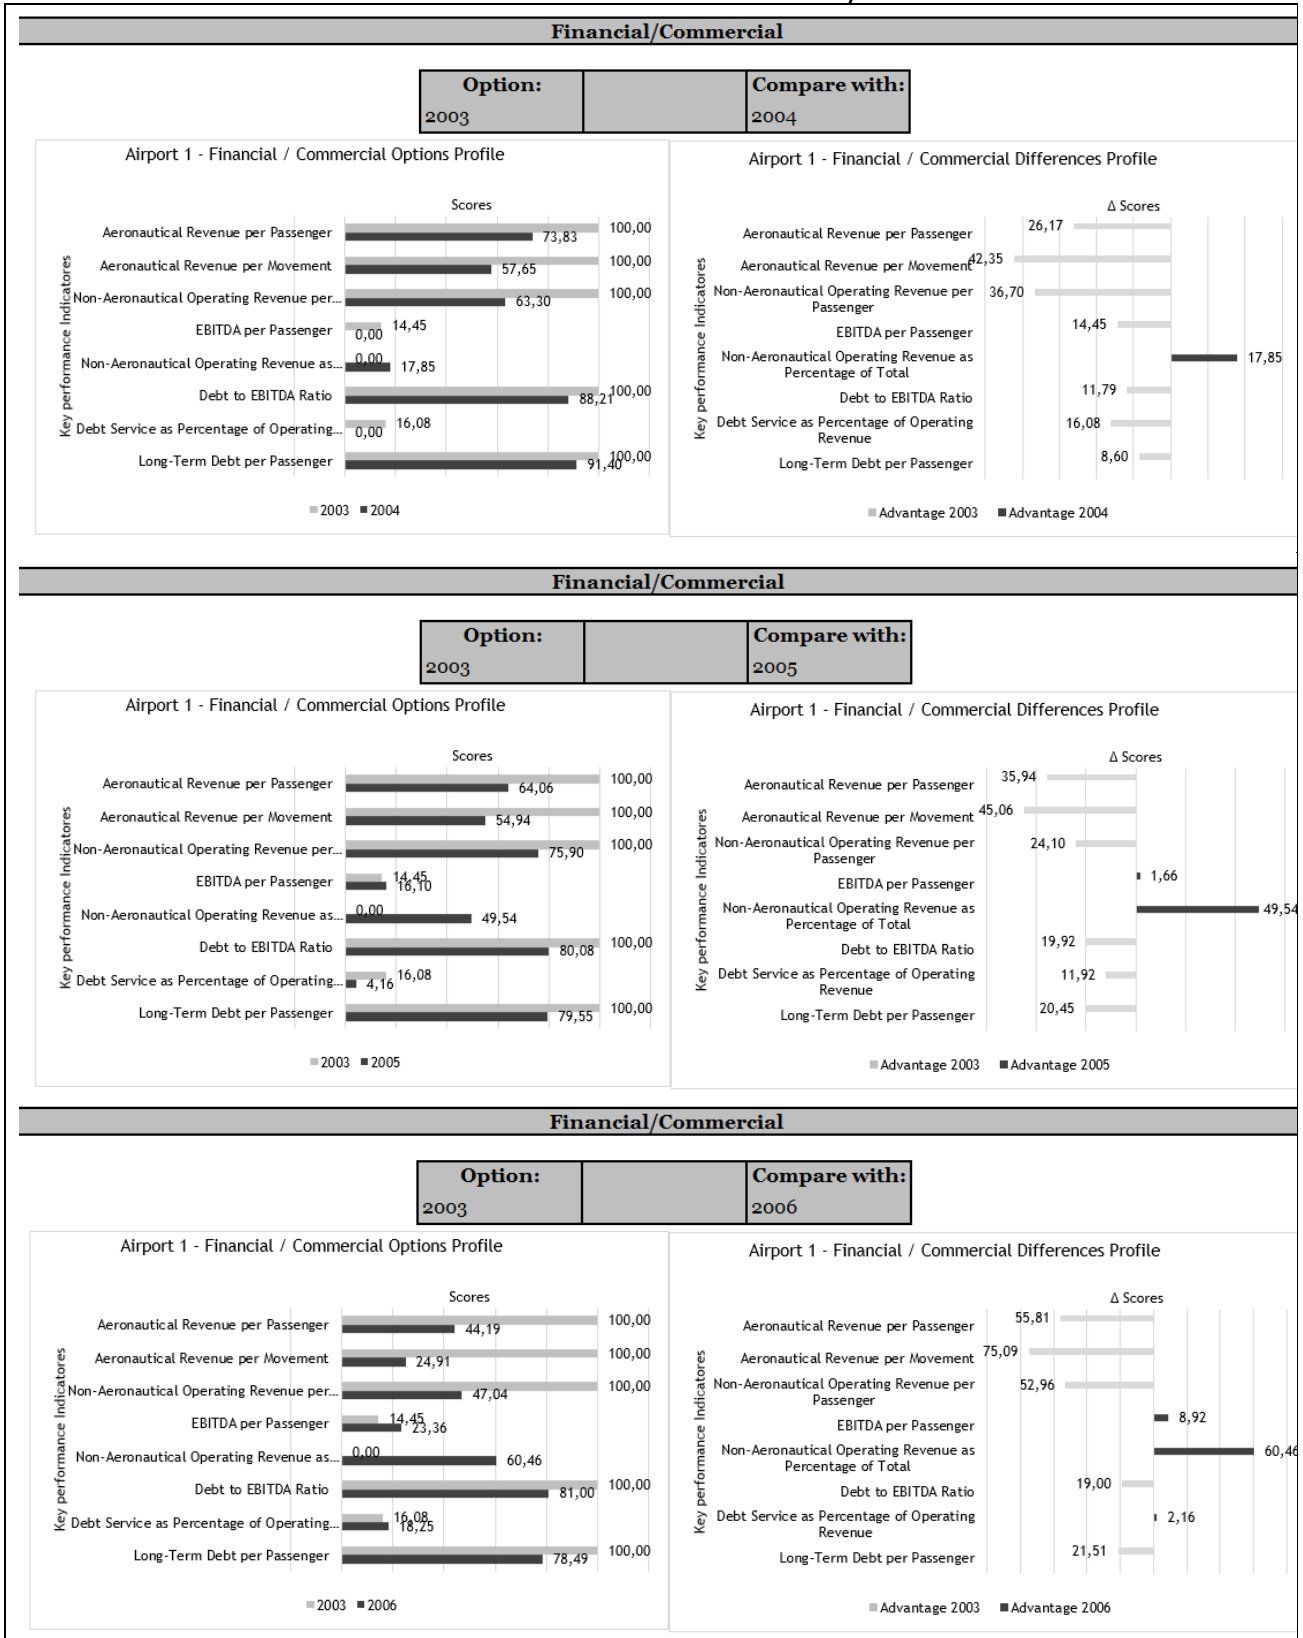 Financial/Commercial
Option:
Compare with:
2003
2004
Airport 1 - Financial / Commercial Options Profile
Scores
Key performance Indicatores
Aeronautical Revenue per Passenger
100,00
73,83
Aeronautical Revenue per Movement
100,00
57,65
Non-Aeronautical Operating Revenue per...
100,00
63,30
EBITDA per Passenger
14,45
0,00
Non-Aeronautical Operating Revenue as...
0,00
17,85
Debt to EBITDA Ratio
100,00
88,21
Debt Service as Percentage of Operating...
16,08
0,00
Long-Term Debt per Passenger
100,00
91,40
2003 2004
Airport 1 - Financial / Commercial Differences Profile
Δ Scores
Key performance Indicatores
Aeronautical Revenue per Passenger
26,17
Aeronautical Revenue per Movement
42,35
Non-Aeronautical Operating Revenue per
Passenger
36,70
EBITDA per Passenger
14,45
Non-Aeronautical Operating Revenue as
Percentage of Total
17,85
Debt to EBITDA Ratio
11,79
Debt Service as Percentage of Operating
Revenue
16,08
Long-Term Debt per Passenger
8,60
Advantage 2003 Advantage 2004
Financial/Commercial
Option:
Compare with:
2003
2005
Airport 1 - Financial / Commercial Options Profile
Scores
Key performance Indicatores
Aeronautical Revenue per Passenger
100,00
64,06
Aeronautical Revenue per Movement
100,00
54,94
Non-Aeronautical Operating Revenue per...
100,00
75,90
EBITDA per Passenger
14,45
16,10
Non-Aeronautical Operating Revenue as...
0,00
49,54
Debt to EBITDA Ratio
100,00
80,08
Debt Service as Percentage of Operating...
16,08
4,16
Long-Term Debt per Passenger
100,00
79,55
2003 2005
Airport 1 - Financial / Commercial Differences Profile
Δ Scores
Key performance Indicatores
Aeronautical Revenue per Passenger
35,94
Aeronautical Revenue per Movement
45,06
Non-Aeronautical Operating Revenue per
Passenger
24,10
EBITDA per Passenger
1,66
Non-Aeronautical Operating Revenue as
Percentage of Total
49,54
Debt to EBITDA Ratio
19,92
Debt Service as Percentage of Operating
Revenue
11,92
Long-Term Debt per Passenger
20,45
Advantage 2003 Advantage 2005
Financial/Commercial
Option:
Compare with:
2003
2006
Airport 1 - Financial / Commercial Options Profile
Scores
Key performance Indicatores
Aeronautical Revenue per Passenger
100,00
44,19
Aeronautical Revenue per Movement
100,00
24,91
Non-Aeronautical Operating Revenue per...
100,00
47,04
EBITDA per Passenger
14,45
23,36
Non-Aeronautical Operating Revenue as...
0,00
60,46
Debt to EBITDA Ratio
100,00
81,00
Debt Service as Percentage of Operating...
16,08
18,25
Long-Term Debt per Passenger
100,00
78,49
2003 2006
Airport 1 - Financial / Commercial Differences Profile
Δ Scores
Key performance Indicatores
Aeronautical Revenue per Passenger
55,81
Aeronautical Revenue per Movement
75,09
Non-Aeronautical Operating Revenue per
Passenger
52,96
EBITDA per Passenger
8,92
Non-Aeronautical Operating Revenue as
Percentage of Total
60,46
Debt to EBITDA Ratio
19,00
Debt Service as Percentage of Operating
Revenue
2,16
Long-Term Debt per Passenger
21,51
Advantage 2003 Advantage 2006